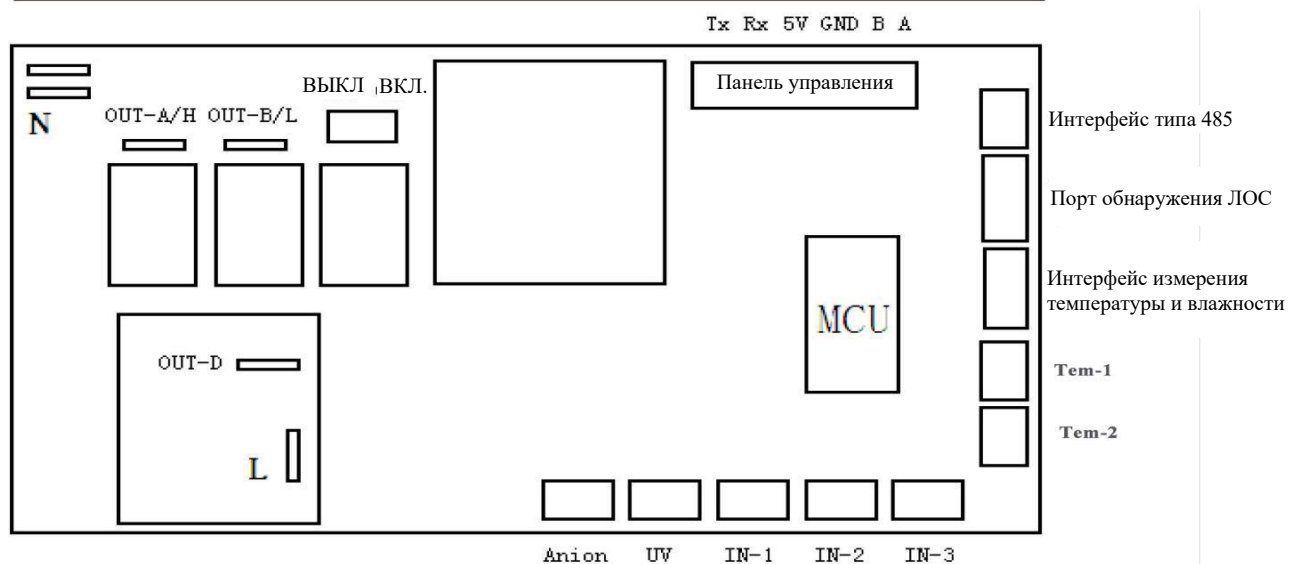 Tx Rx 5V GND B A
ВЫКЛ ВКЛ.
Панель управления
N
OUT-A/H OUT-B/L
Интерфейс типа 485
Порт обнаружения ЛОС
Интерфейс измерения
температуры и влажности
MCU
OUT-D
Tem-1
Tem-2
L
Anion UV IN-1 IN-2 IN-3